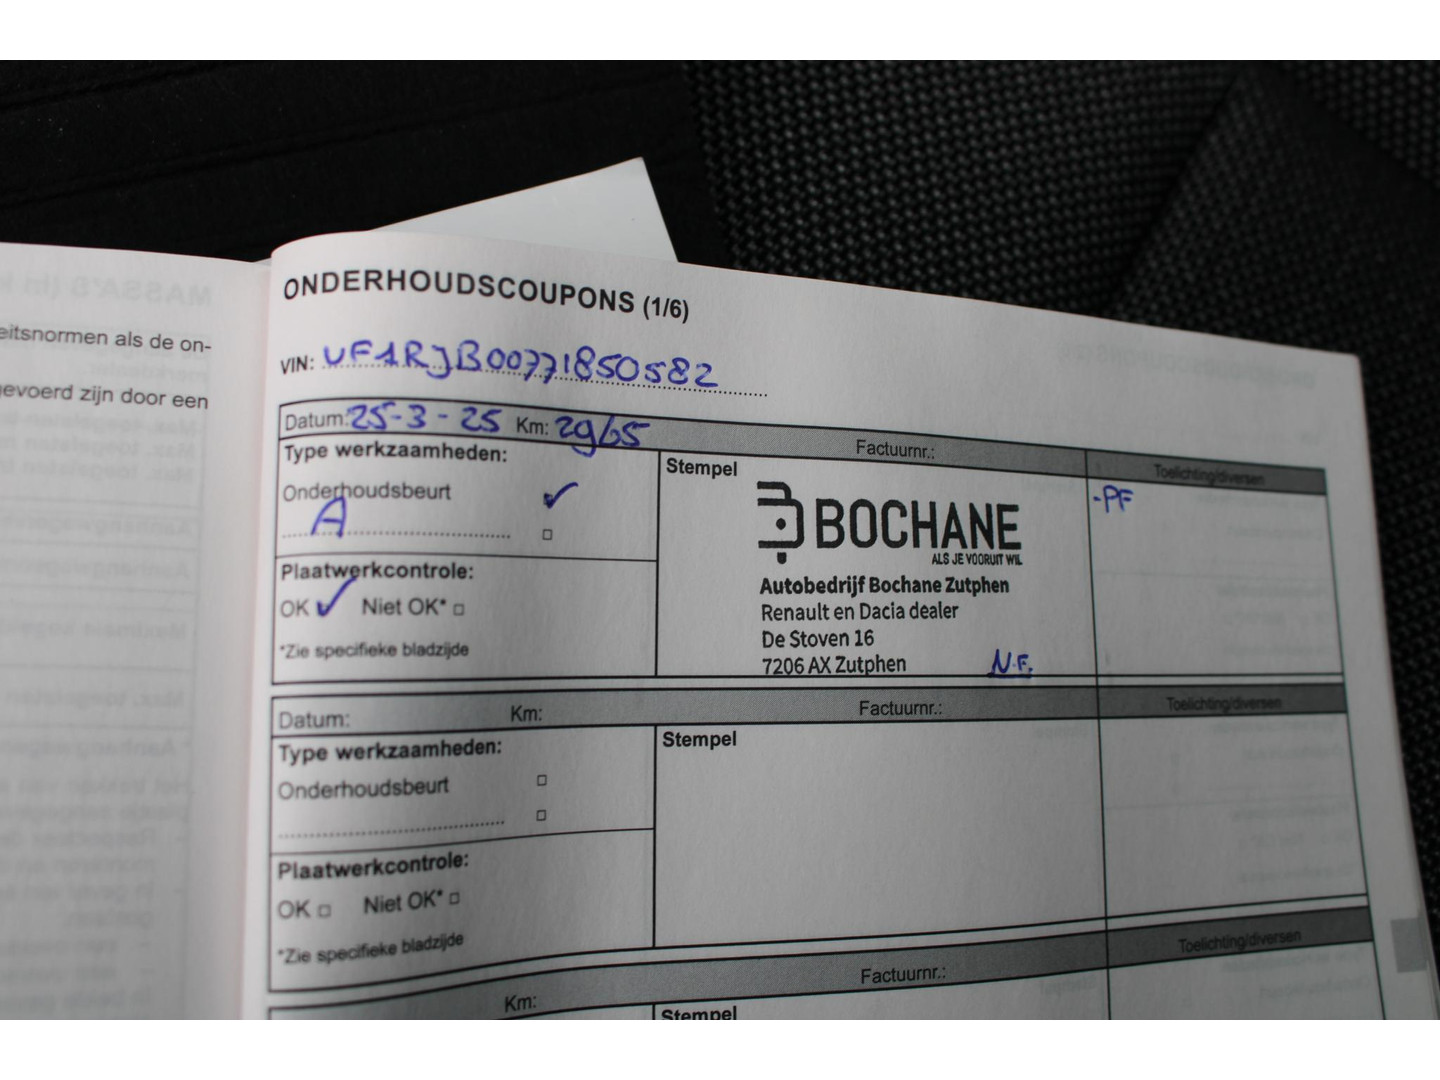 eitsnormen als de on-
gevoerd zijn door een
ONDERHOUDSCOUPONS (1/6)
VIN: VF1RJB00771850582
Datum: 25-3-25 Km: 29165 Factuurnr.: Toelichting/diversen
Type werkzaamheden:
Stempel
Onderhoudsbeurt
-PF
A
BOCHANE
ALS JE VOORUIT WIL
Plaatwerkcontrole:
Autobedrijf Bochane Zutphen
OK Niet OK*
Renault en Dacia dealer
De Stoven 16
*Zie specifieke bladzijde
7206 AX Zutphen N.F.
Datum: Km: Factuurnr.: Toelichting/diversen
Type werkzaamheden:
Stempel
Onderhoudsbeurt
Plaatwerkcontrole:
OK Niet OK*
*Zie specifieke bladzijde
Km: Factuurnr.: Toelichting/diversen
Stempel